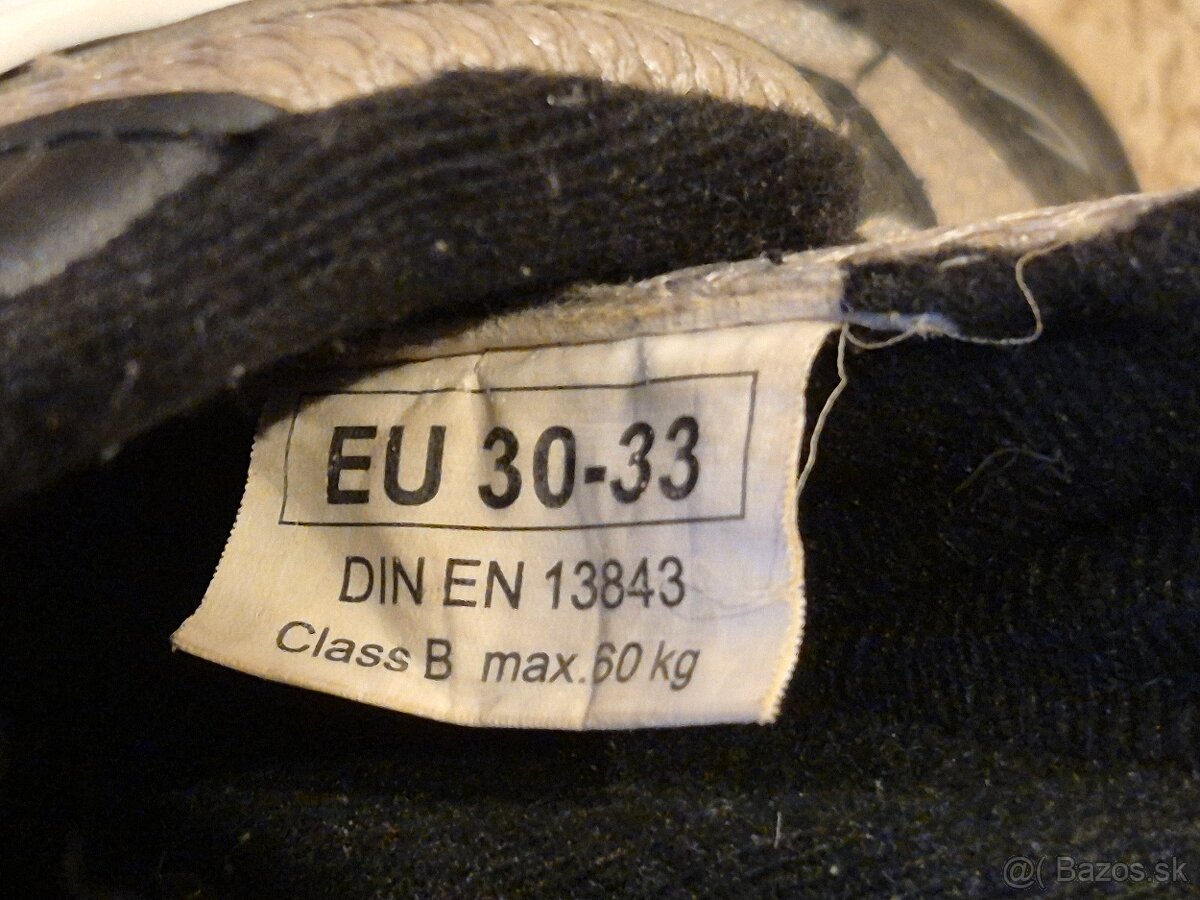 EU 30-33
DIN EN 13843
Class B max.60 kg
@( Bazos.sk